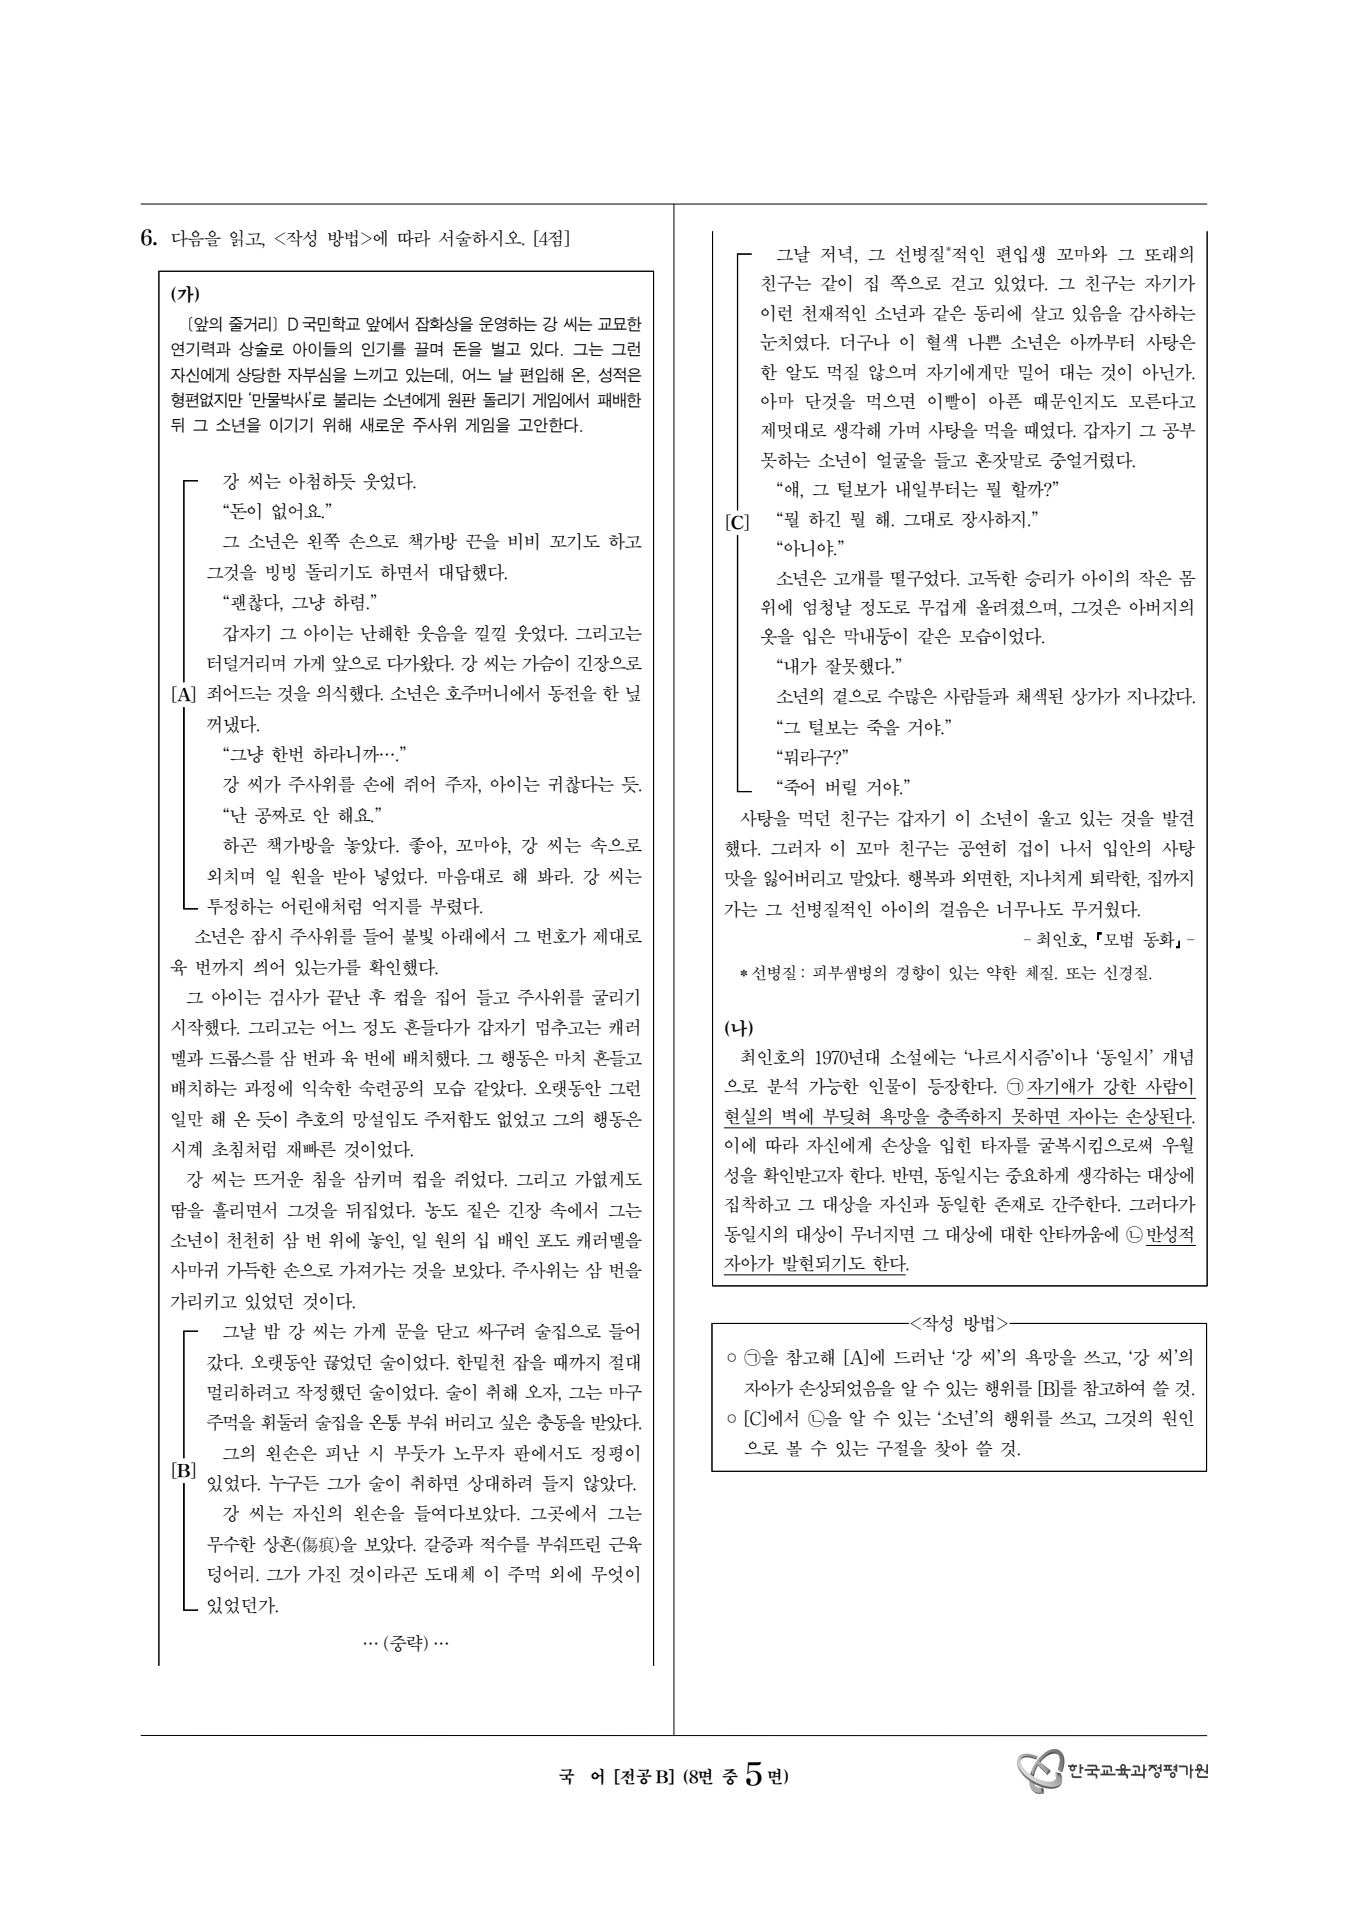 6. 다음을 읽고, <작성 방법>에 따라 서술하시오. [4점]
(가)
〔앞의 줄거리〕 D 국민학교 앞에서 잡화상을 운영하는 강 씨는 교묘한
연기력과 상술로 아이들의 인기를 끌며 돈을 벌고 있다. 그는 그런
자신에게 상당한 자부심을 느끼고 있는데, 어느 날 편입해 온, 성적은
형편없지만 '만물박사'로 불리는 소년에게 원판 돌리기 게임에서 패배한
뒤 그 소년을 이기기 위해 새로운 주사위 게임을 고안한다.
강 씨는 아첨하듯 웃었다.
“돈이 없어요.”
그 소년은 왼쪽 손으로 책가방 끈을 비비 꼬기도 하고
그것을 빙빙 돌리기도 하면서 대답했다.
“괜찮다, 그냥 하렴.”
갑자기 그 아이는 난해한 웃음을 낄낄 웃었다. 그리고는
터덜거리며 가게 앞으로 다가왔다. 강 씨는 가슴이 긴장으로
[A] 죄어드는 것을 의식했다. 소년은 호주머니에서 동전을 한 닢
꺼냈다.
“그냥 한번 하라니까….”
강 씨가 주사위를 손에 쥐어 주자, 아이는 귀찮다는 듯.
“난 공짜로 안 해요.”
하곤 책가방을 놓았다. 좋아, 꼬마야, 강 씨는 속으로
외치며 일 원을 받아 넣었다. 마음대로 해 봐라. 강 씨는
투정하는 어린애처럼 억지를 부렸다.
소년은 잠시 주사위를 들어 불빛 아래에서 그 번호가 제대로
육 번까지 씌어 있는가를 확인했다.
그 아이는 검사가 끝난 후 컵을 집어 들고 주사위를 굴리기
시작했다. 그리고는 어느 정도 흔들다가 갑자기 멈추고는 캐러
멜과 드롭스를 삼 번과 육 번에 배치했다. 그 행동은 마치 흔들고
배치하는 과정에 익숙한 숙련공의 모습 같았다. 오랫동안 그런
일만 해 온 듯이 추호의 망설임도 주저함도 없었고 그의 행동은
시계 초침처럼 재빠른 것이었다.
강 씨는 뜨거운 침을 삼키며 컵을 쥐었다. 그리고 가엾게도
땀을 흘리면서 그것을 뒤집었다. 농도 짙은 긴장 속에서 그는
소년이 천천히 삼 번 위에 놓인, 일 원의 십 배인 포도 캐러멜을
사마귀 가득한 손으로 가져가는 것을 보았다. 주사위는 삼 번을
가리키고 있었던 것이다.
그날 밤 강 씨는 가게 문을 닫고 싸구려 술집으로 들어
갔다. 오랫동안 끊었던 술이었다. 한밑천 잡을 때까지 절대
멀리하려고 작정했던 술이었다. 술이 취해 오자, 그는 마구
주먹을 휘둘러 술집을 온통 부숴 버리고 싶은 충동을 받았다.
그의 왼손은 피난 시 부둣가 노무자 판에서도 정평이
[B] 있었다. 누구든 그가 술이 취하면 상대하려 들지 않았다.
강 씨는 자신의 왼손을 들여다보았다. 그곳에서 그는
무수한 상흔(傷痕)을 보았다. 갈증과 적수를 부숴뜨린 근육
덩어리. 그가 가진 것이라곤 도대체 이 주먹 외에 무엇이
있었던가.
… (중략) …
그날 저녁, 그 선병질*적인 편입생 꼬마와 그 또래의
친구는 같이 집 쪽으로 걷고 있었다. 그 친구는 자기가
이런 천재적인 소년과 같은 동리에 살고 있음을 감사하는
눈치였다. 더구나 이 혈색 나쁜 소년은 아까부터 사탕은
한 알도 먹질 않으며 자기에게만 밀어 대는 것이 아닌가.
아마 단것을 먹으면 이빨이 아픈 때문인지도 모른다고
제멋대로 생각해 가며 사탕을 먹을 때였다. 갑자기 그 공부
못하는 소년이 얼굴을 들고 혼잣말로 중얼거렸다.
“얘, 그 털보가 내일부터는 뭘 할까?”
[C] “뭘 하긴 뭘 해. 그대로 장사하지.”
“아니야.”
소년은 고개를 떨구었다. 고독한 승리가 아이의 작은 몸
위에 엄청날 정도로 무겁게 올려졌으며, 그것은 아버지의
옷을 입은 막내둥이 같은 모습이었다.
“내가 잘못했다.”
소년의 곁으로 수많은 사람들과 채색된 상가가 지나갔다.
“그 털보는 죽을 거야.”
“뭐라구?”
“죽어 버릴 거야.”
사탕을 먹던 친구는 갑자기 이 소년이 울고 있는 것을 발견
했다. 그러자 이 꼬마 친구는 공연히 겁이 나서 입안의 사탕
맛을 잃어버리고 말았다. 행복과 외면한, 지나치게 퇴락한, 집까지
가는 그 선병질적인 아이의 걸음은 너무나도 무거웠다.
- 최인호, 『모범 동화』 -
* 선병질 : 피부샘병의 경향이 있는 약한 체질. 또는 신경질.
(나)
최인호의 1970년대 소설에는 ‘나르시시즘’이나 ‘동일시’ 개념
으로 분석 가능한 인물이 등장한다. ㉠자기애가 강한 사람이
현실의 벽에 부딪혀 욕망을 충족하지 못하면 자아는 손상된다.
이에 따라 자신에게 손상을 입힌 타자를 굴복시킴으로써 우월
성을 확인받고자 한다. 반면, 동일시는 중요하게 생각하는 대상에
집착하고 그 대상을 자신과 동일한 존재로 간주한다. 그러다가
동일시의 대상이 무너지면 그 대상에 대한 안타까움에 ㉡반성적
자아가 발현되기도 한다.
<작성 방법>
○ ㉠을 참고해 [A]에 드러난 ‘강 씨’의 욕망을 쓰고, ‘강 씨’의
자아가 손상되었음을 알 수 있는 행위를 [B]를 참고하여 쓸 것.
○ [C]에서 ㉡을 알 수 있는 ‘소년’의 행위를 쓰고, 그것의 원인
으로 볼 수 있는 구절을 찾아 쓸 것.
국 어 [전공 B] (8면 중 5 면)
한국교육과정평가원